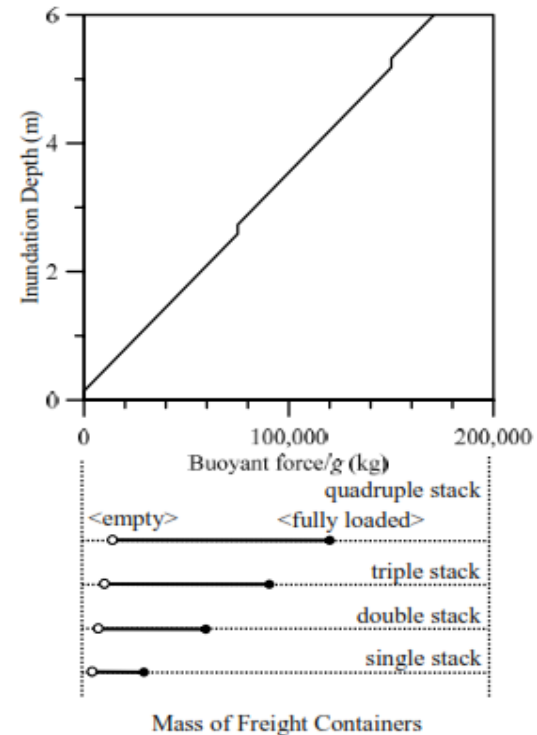 6
4
2
0
Inundation Depth (m)
0 100,000 200,000
Buoyant force/g (kg)
quadruple stack
<empty> <fully loaded>
triple stack
double stack
single stack
Mass of Freight Containers